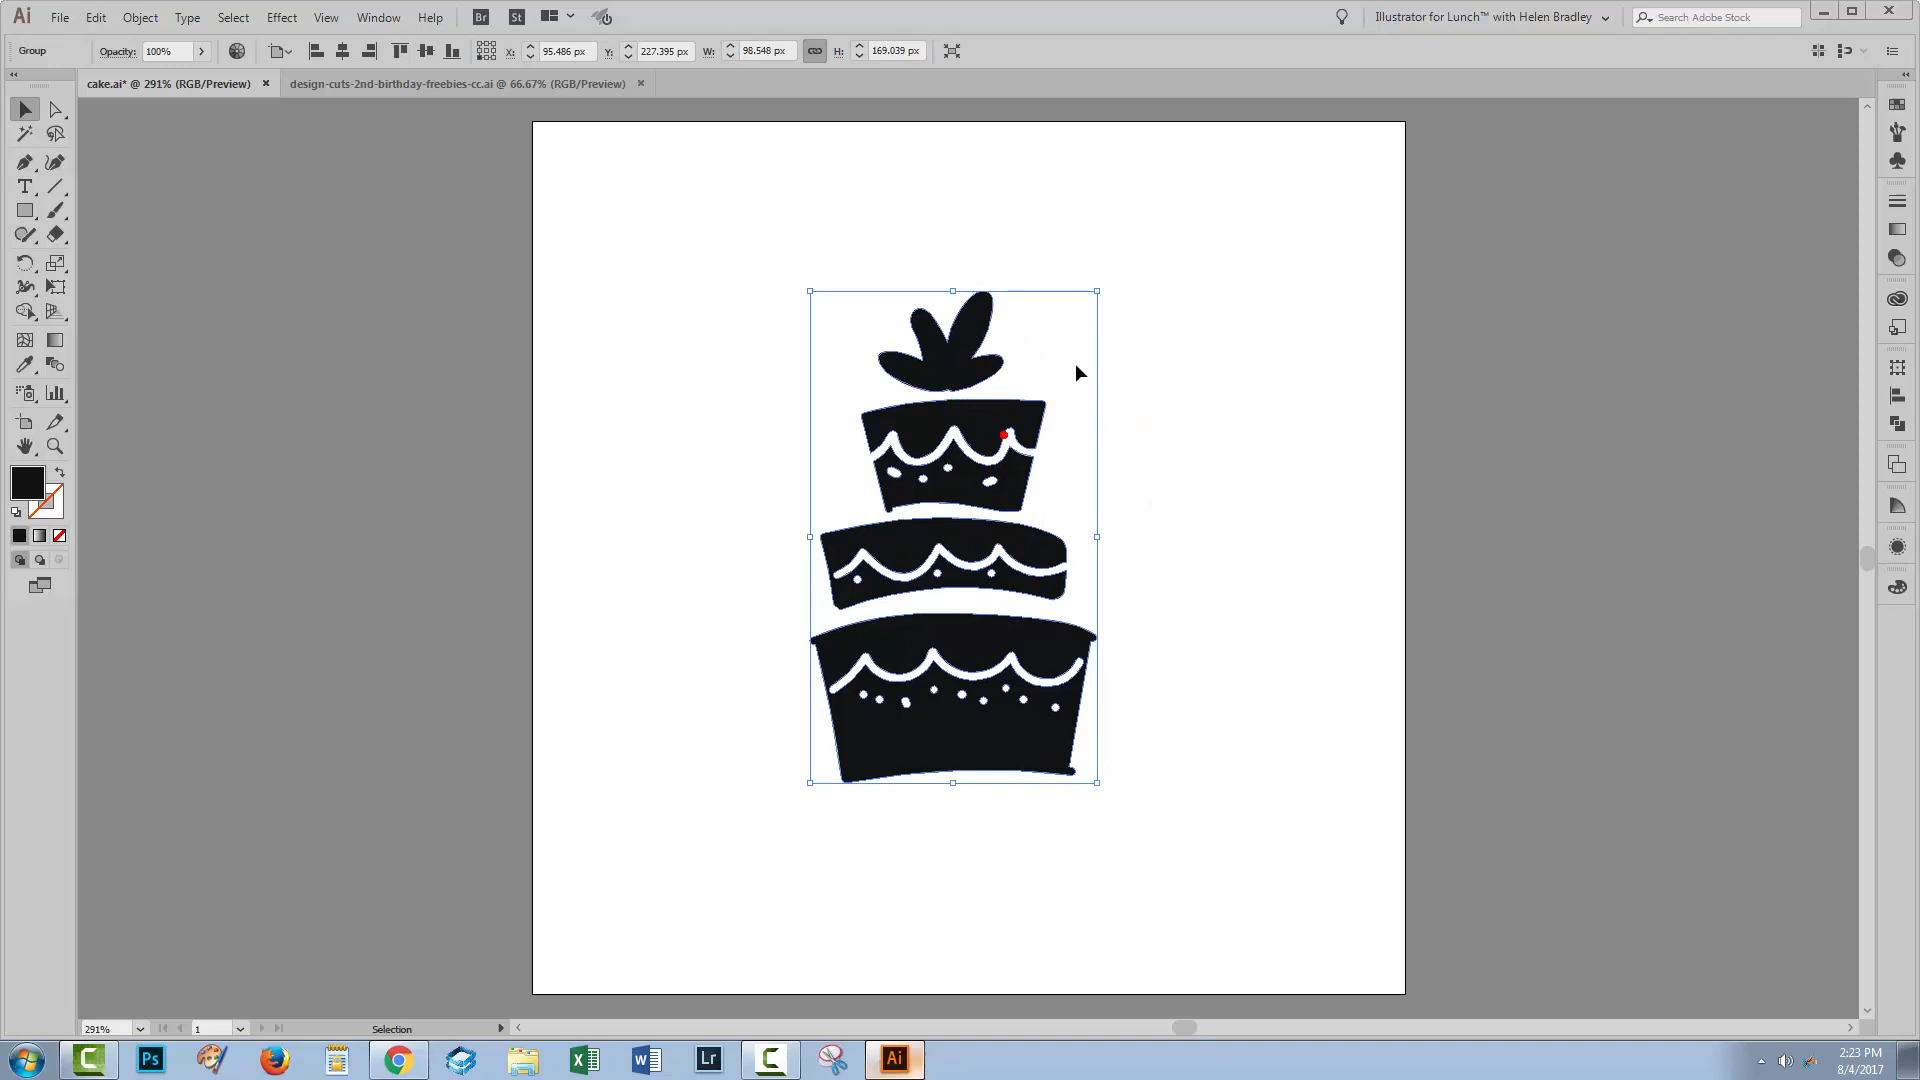 Ai File Edit Object Type Select Effect View Window Help Br St Illustrator for Lunch™ with Helen Bradley Search Adobe Stock
Group Opacity: 100% X: 95.486 px Y: 227.395 px W: 98.548 px H: 169.039 px
cake.ai* @ 291% (RGB/Preview) × design-cuts-2nd-birthday-freebies-cc.ai @ 66.67% (RGB/Preview) ×
T
291% 1 Selection
Ps Lr Ai
2:23 PM
8/4/2017